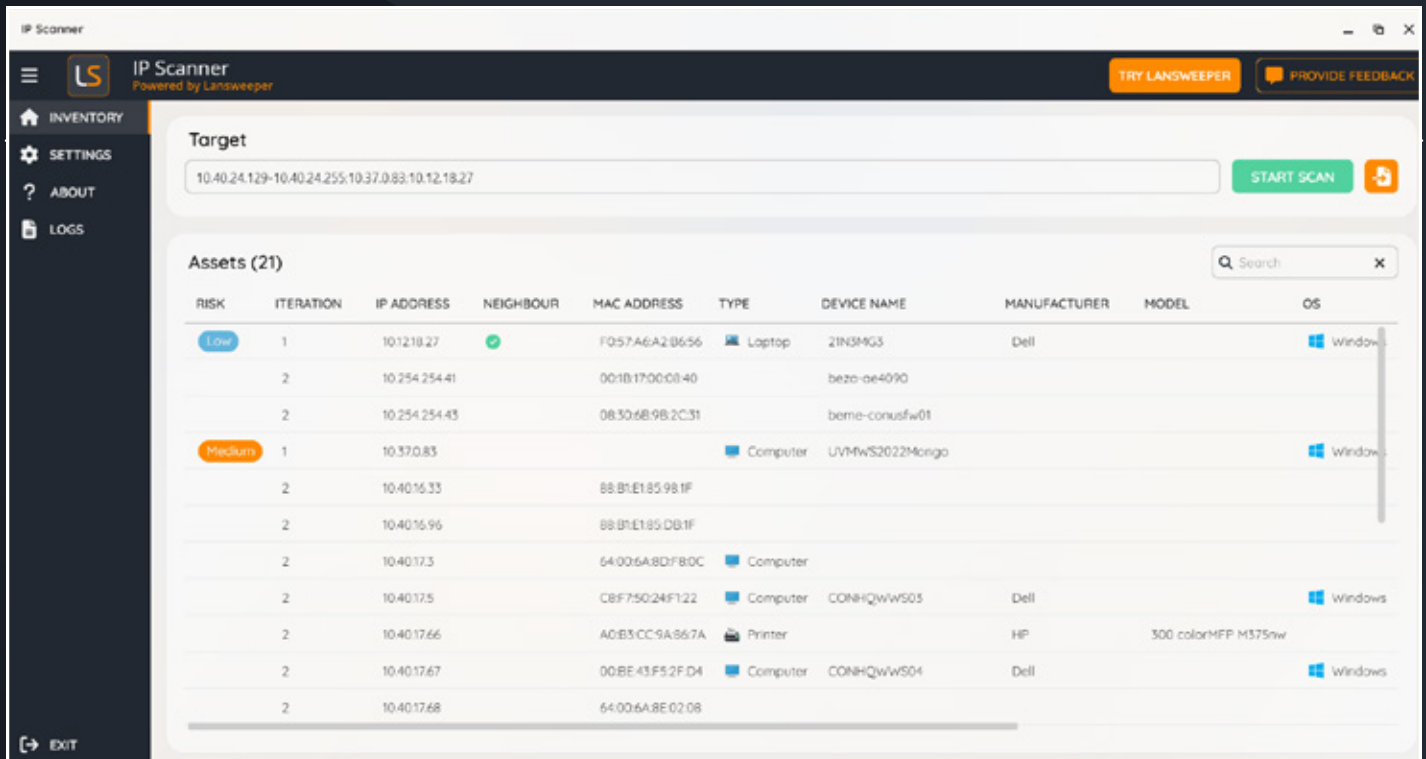 IP Scanner
LS
IP Scanner
Powered by Lansweeper
TRY LANSWEEPER
PROVIDE FEEDBACK
INVENTORY
SETTINGS
ABOUT
LOGS
EXIT
Target
10.40.24.129-10.40.24.255;10.37.0.83;10.12.18.27
START SCAN
Assets (21)
Search
RISK ITERATION IP ADDRESS NEIGHBOUR MAC ADDRESS TYPE DEVICE NAME MANUFACTURER MODEL OS
Low 1 10.12.18.27 F0:57:A6:A2:B6:56 Laptop 21N3MG3 Dell Window
2 10.254.254.41 00:1B:17:00:08:40 bezo-ae4090
2 10.254.254.43 08:30:6B:9B:2C:31 berne-conusfw01
Medium 1 10.37.0.83 Computer UVMWS2022Mongo Window
2 10.40.16.33 88:B1:E1:85:98:1F
2 10.40.16.96 88:B1:E1:85:DB:1F
2 10.40.17.3 64:00:6A:8D:FB:0C Computer
2 10.40.17.5 C8:F7:50:24:F1:22 Computer CONHQWWS03 Dell Windows
2 10.40.17.66 A0:B3:CC:9A:86:7A Printer HP 300 colorMFP M375nw
2 10.40.17.67 00:BE:43:F5:2F:D4 Computer CONHQWWS04 Dell Windows
2 10.40.17.68 64:00:6A:8E:02:08